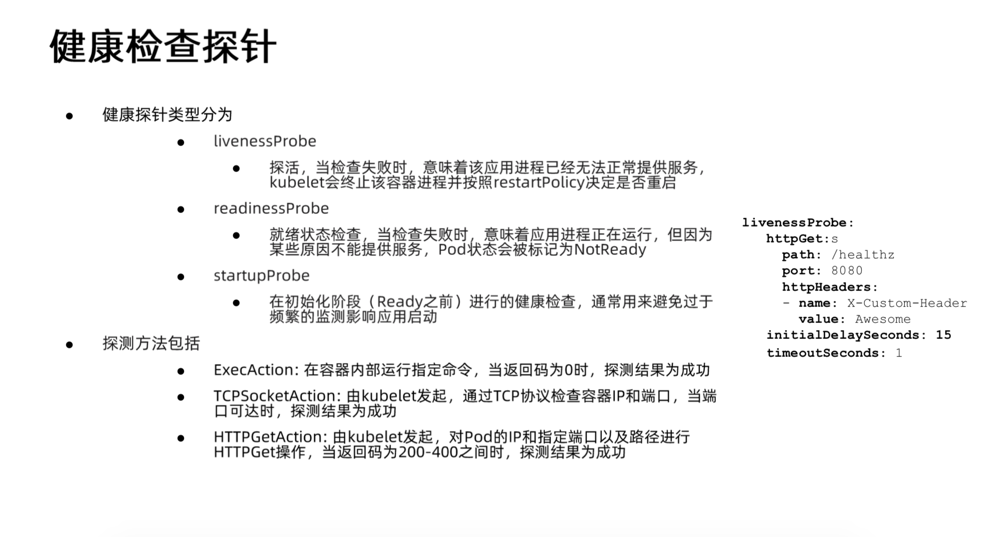 健康检查探针
● 健康探针类型分为
● livenessProbe
● 探活，当检查失败时，意味着该应用进程已经无法正常提供服务，
kubelet会终止该容器进程并按照restartPolicy决定是否重启
● readinessProbe
● 就绪状态检查，当检查失败时，意味着应用进程正在运行，但因为
某些原因不能提供服务，Pod状态会被标记为NotReady
● startupProbe
● 在初始化阶段（Ready之前）进行的健康检查，通常用来避免过于
频繁的监测影响应用启动
● 探测方法包括
● ExecAction: 在容器内部运行指定命令，当返回码为0时，探测结果为成功
● TCPSocketAction: 由kubelet发起，通过TCP协议检查容器IP和端口，当端
口可达时，探测结果为成功
● HTTPGetAction: 由kubelet发起，对Pod的IP和指定端口以及路径进行
HTTPGet操作，当返回码为200-400之间时，探测结果为成功
livenessProbe:
httpGet:s
path: /healthz
port: 8080
httpHeaders:
- name: X-Custom-Header
value: Awesome
initialDelaySeconds: 15
timeoutSeconds: 1